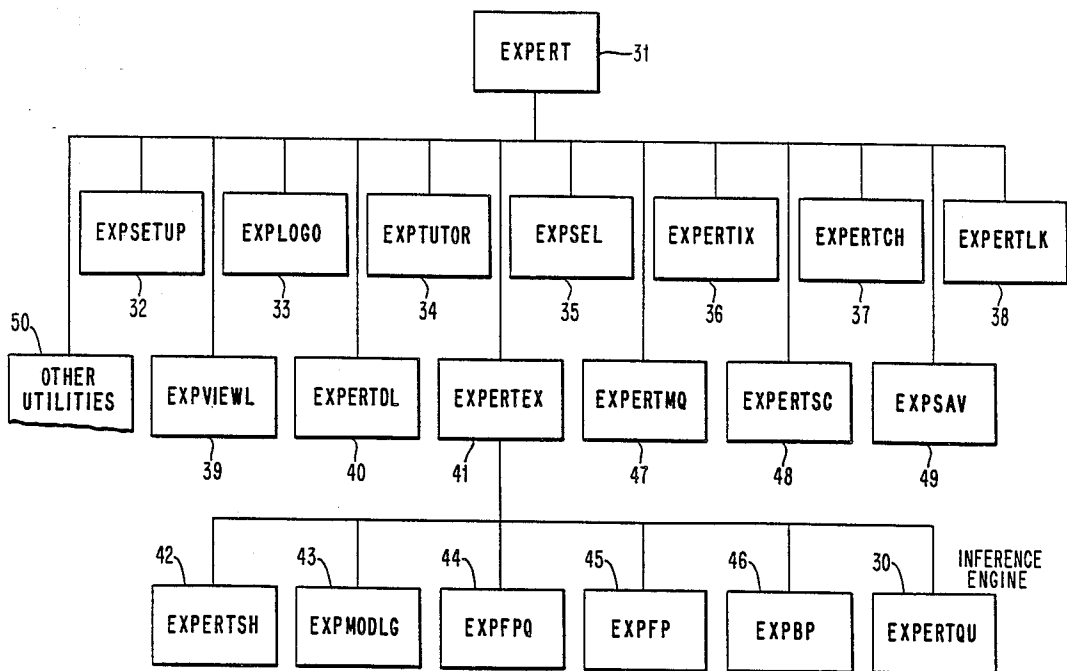 EXPERT
31
EXPSETUP
EXPLOGO
EXPTUTOR
EXPSEL
EXPERTIX
EXPERTCH
EXPERTLK
32
33
34
35
36
37
38
50
OTHER
UTILITIES
EXPVIEWL
EXPERTDL
EXPERTEX
EXPERTMQ
EXPERTSC
EXPSAV
39
40
41
47
48
49
42
43
44
45
46
30
INFERENCE
ENGINE
EXPERTSH
EXPMODLG
EXPFPQ
EXPFP
EXPBP
EXPERTQU